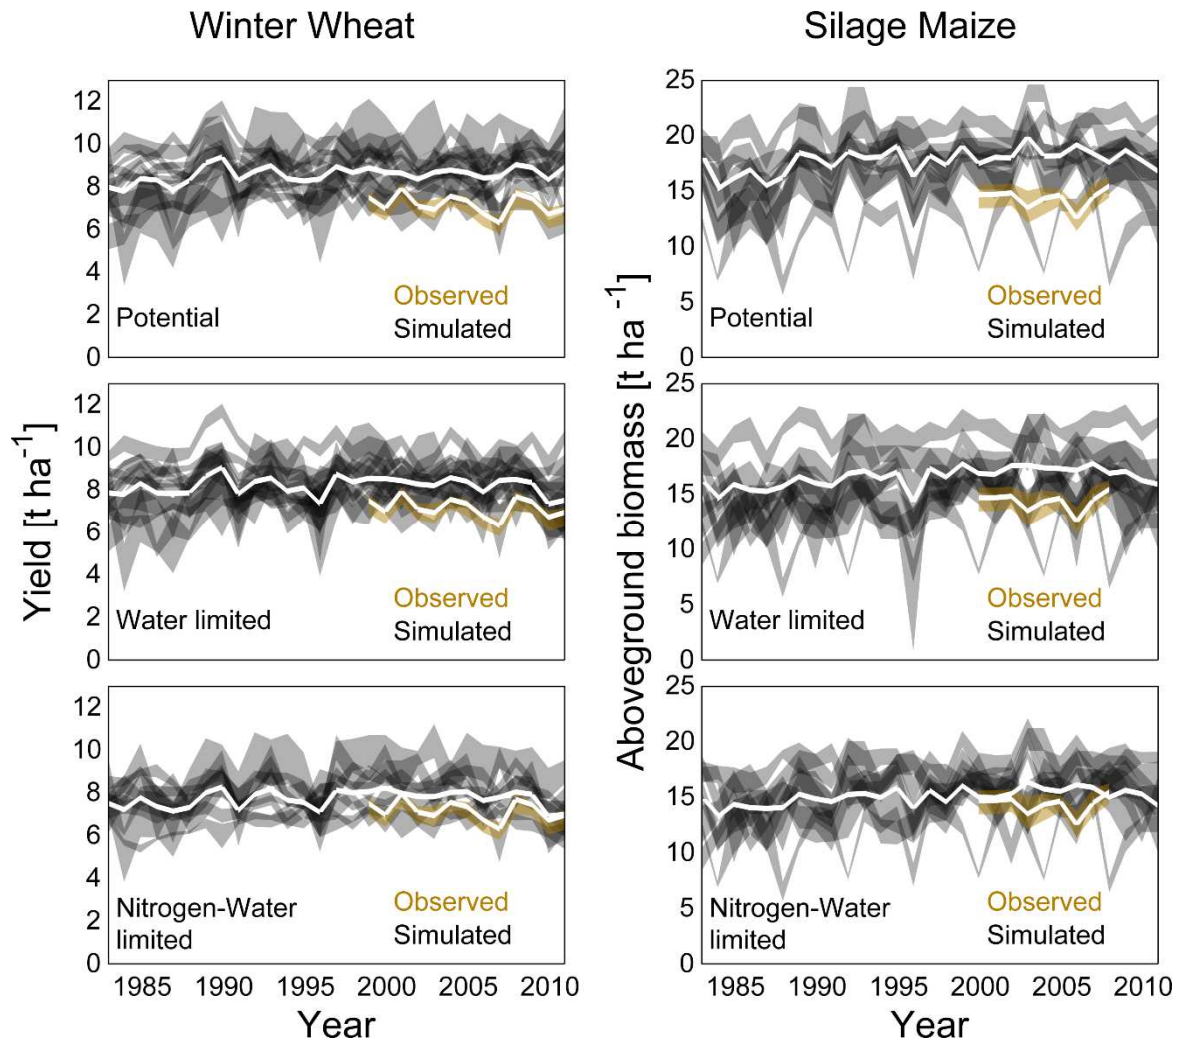 Winter Wheat
Silage Maize
Yield [t ha⁻¹]
Aboveground biomass [t ha⁻¹]
12
10
8
6
4
2
0
Potential
Observed
Simulated
25
20
15
10
5
0
Potential
Observed
Simulated
12
10
8
6
4
2
0
Water limited
Observed
Simulated
25
20
15
10
5
0
Water limited
Observed
Simulated
12
10
8
6
4
2
0
Nitrogen-Water
limited
Observed
Simulated
25
20
15
10
5
0
Nitrogen-Water
limited
Observed
Simulated
1985 1990 1995 2000 2005 2010
1985 1990 1995 2000 2005 2010
Year
Year